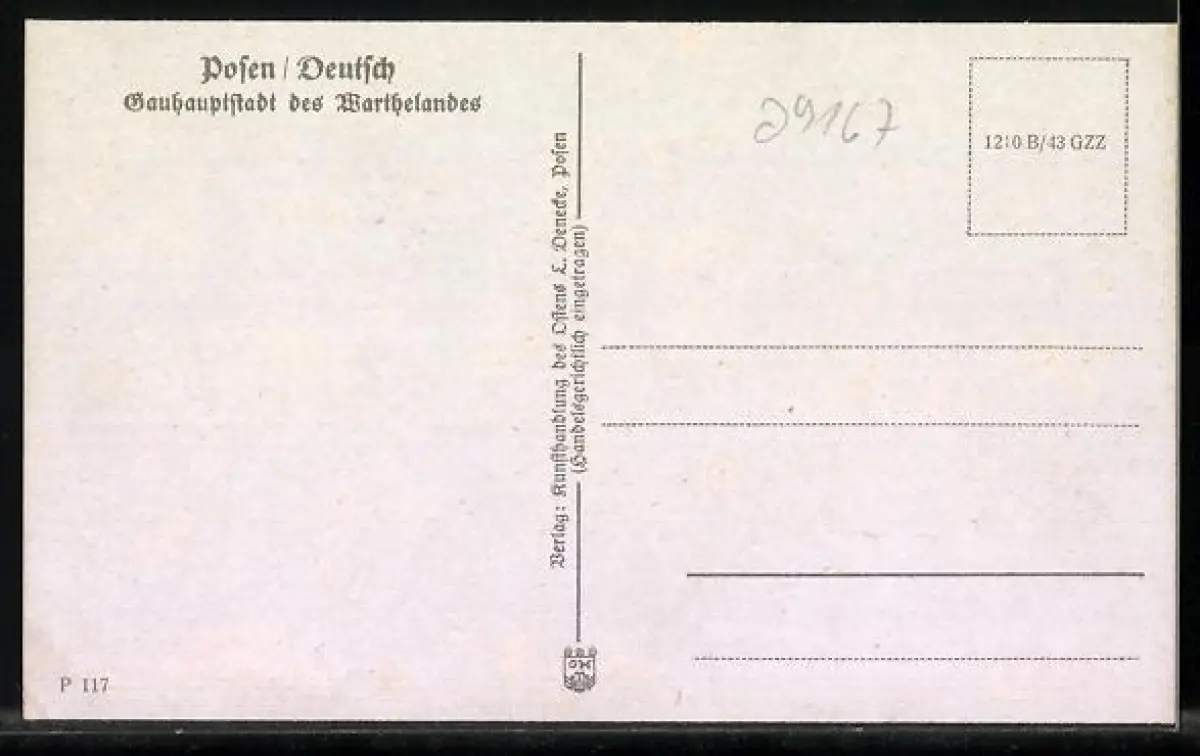 Posen / Deutsch
Gauhauptstadt des Warthelandes
29167
1210 B/43 GZZ
Verlag: Kunsthandlung des Ostens L. Denecke, Posen
(Handelsgerichtlich eingetragen)
P 117